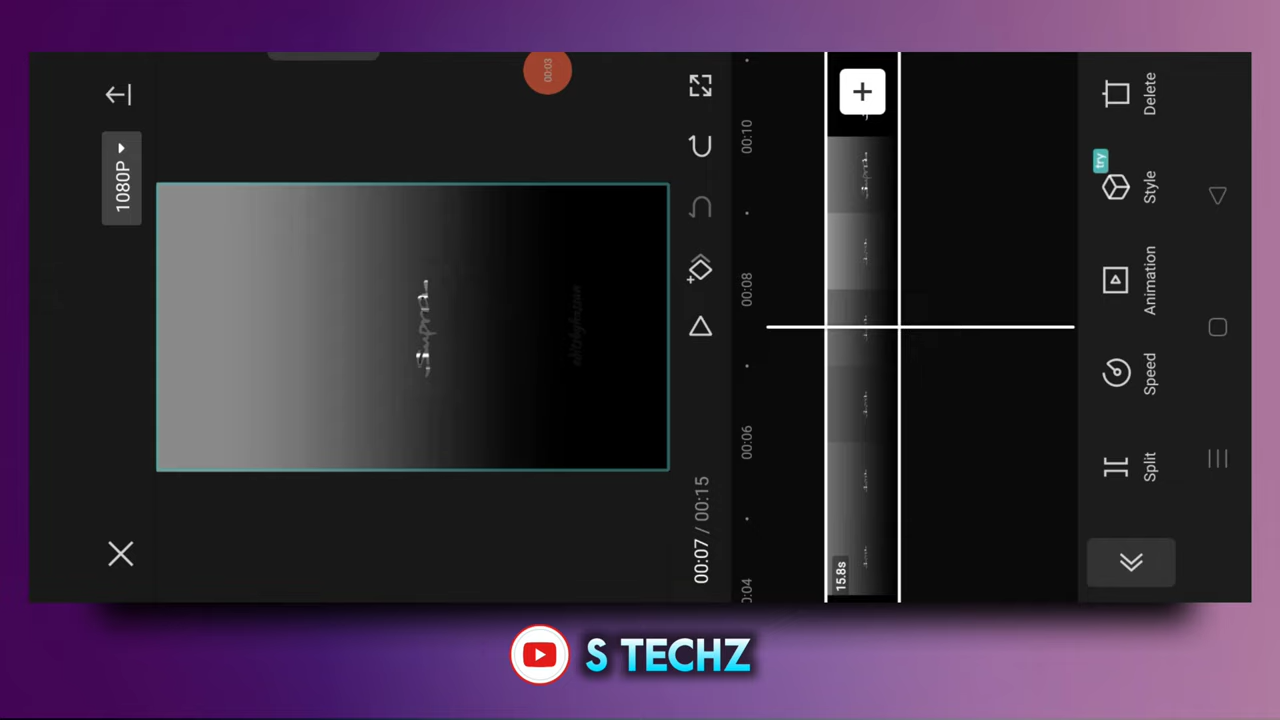 1080P
00:03
00:07 / 00:15
00:10
00:08
00:06
15.8s
Delete
try
Style
Animation
Speed
Split
S TECHZ